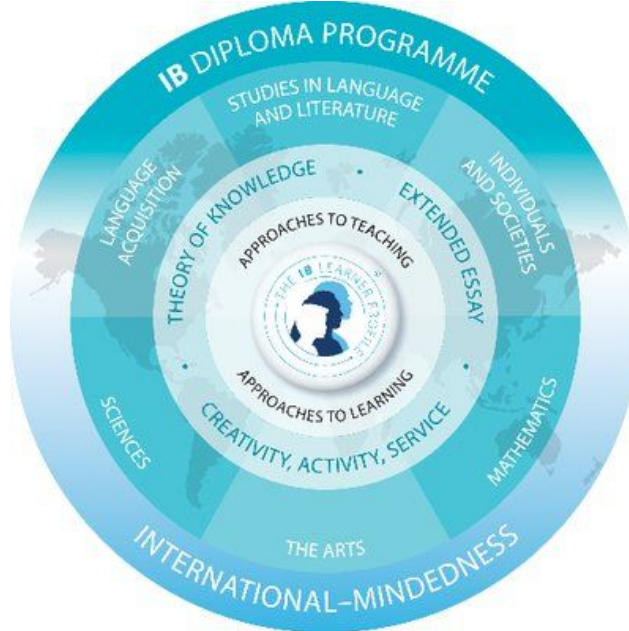 IB DIPLOMA PROGRAMME
STUDIES IN LANGUAGE
AND LITERATURE
LANGUAGE
ACQUISITION
INDIVIDUALS
AND SOCIETIES
THEORY OF KNOWLEDGE
EXTENDED ESSAY
APPROACHES TO TEACHING
THE IB LEARNER PROFILE
APPROACHES TO LEARNING
CREATIVITY, ACTIVITY, SERVICE
SCIENCES
MATHEMATICS
THE ARTS
INTERNATIONAL–MINDEDNESS